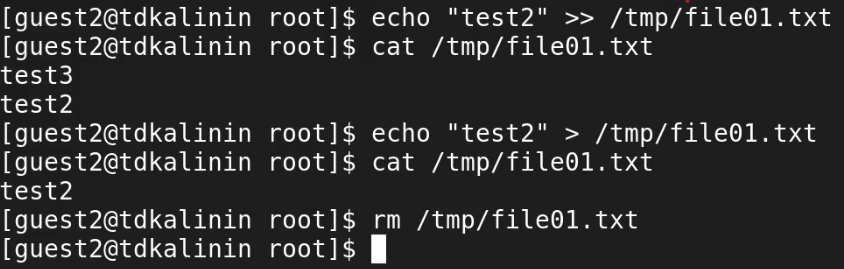 [guest2@tdkalinin root]$ echo "test2" >> /tmp/file01.txt
[guest2@tdkalinin root]$ cat /tmp/file01.txt
test3
test2
[guest2@tdkalinin root]$ echo "test2" > /tmp/file01.txt
[guest2@tdkalinin root]$ cat /tmp/file01.txt
test2
[guest2@tdkalinin root]$ rm /tmp/file01.txt
[guest2@tdkalinin root]$